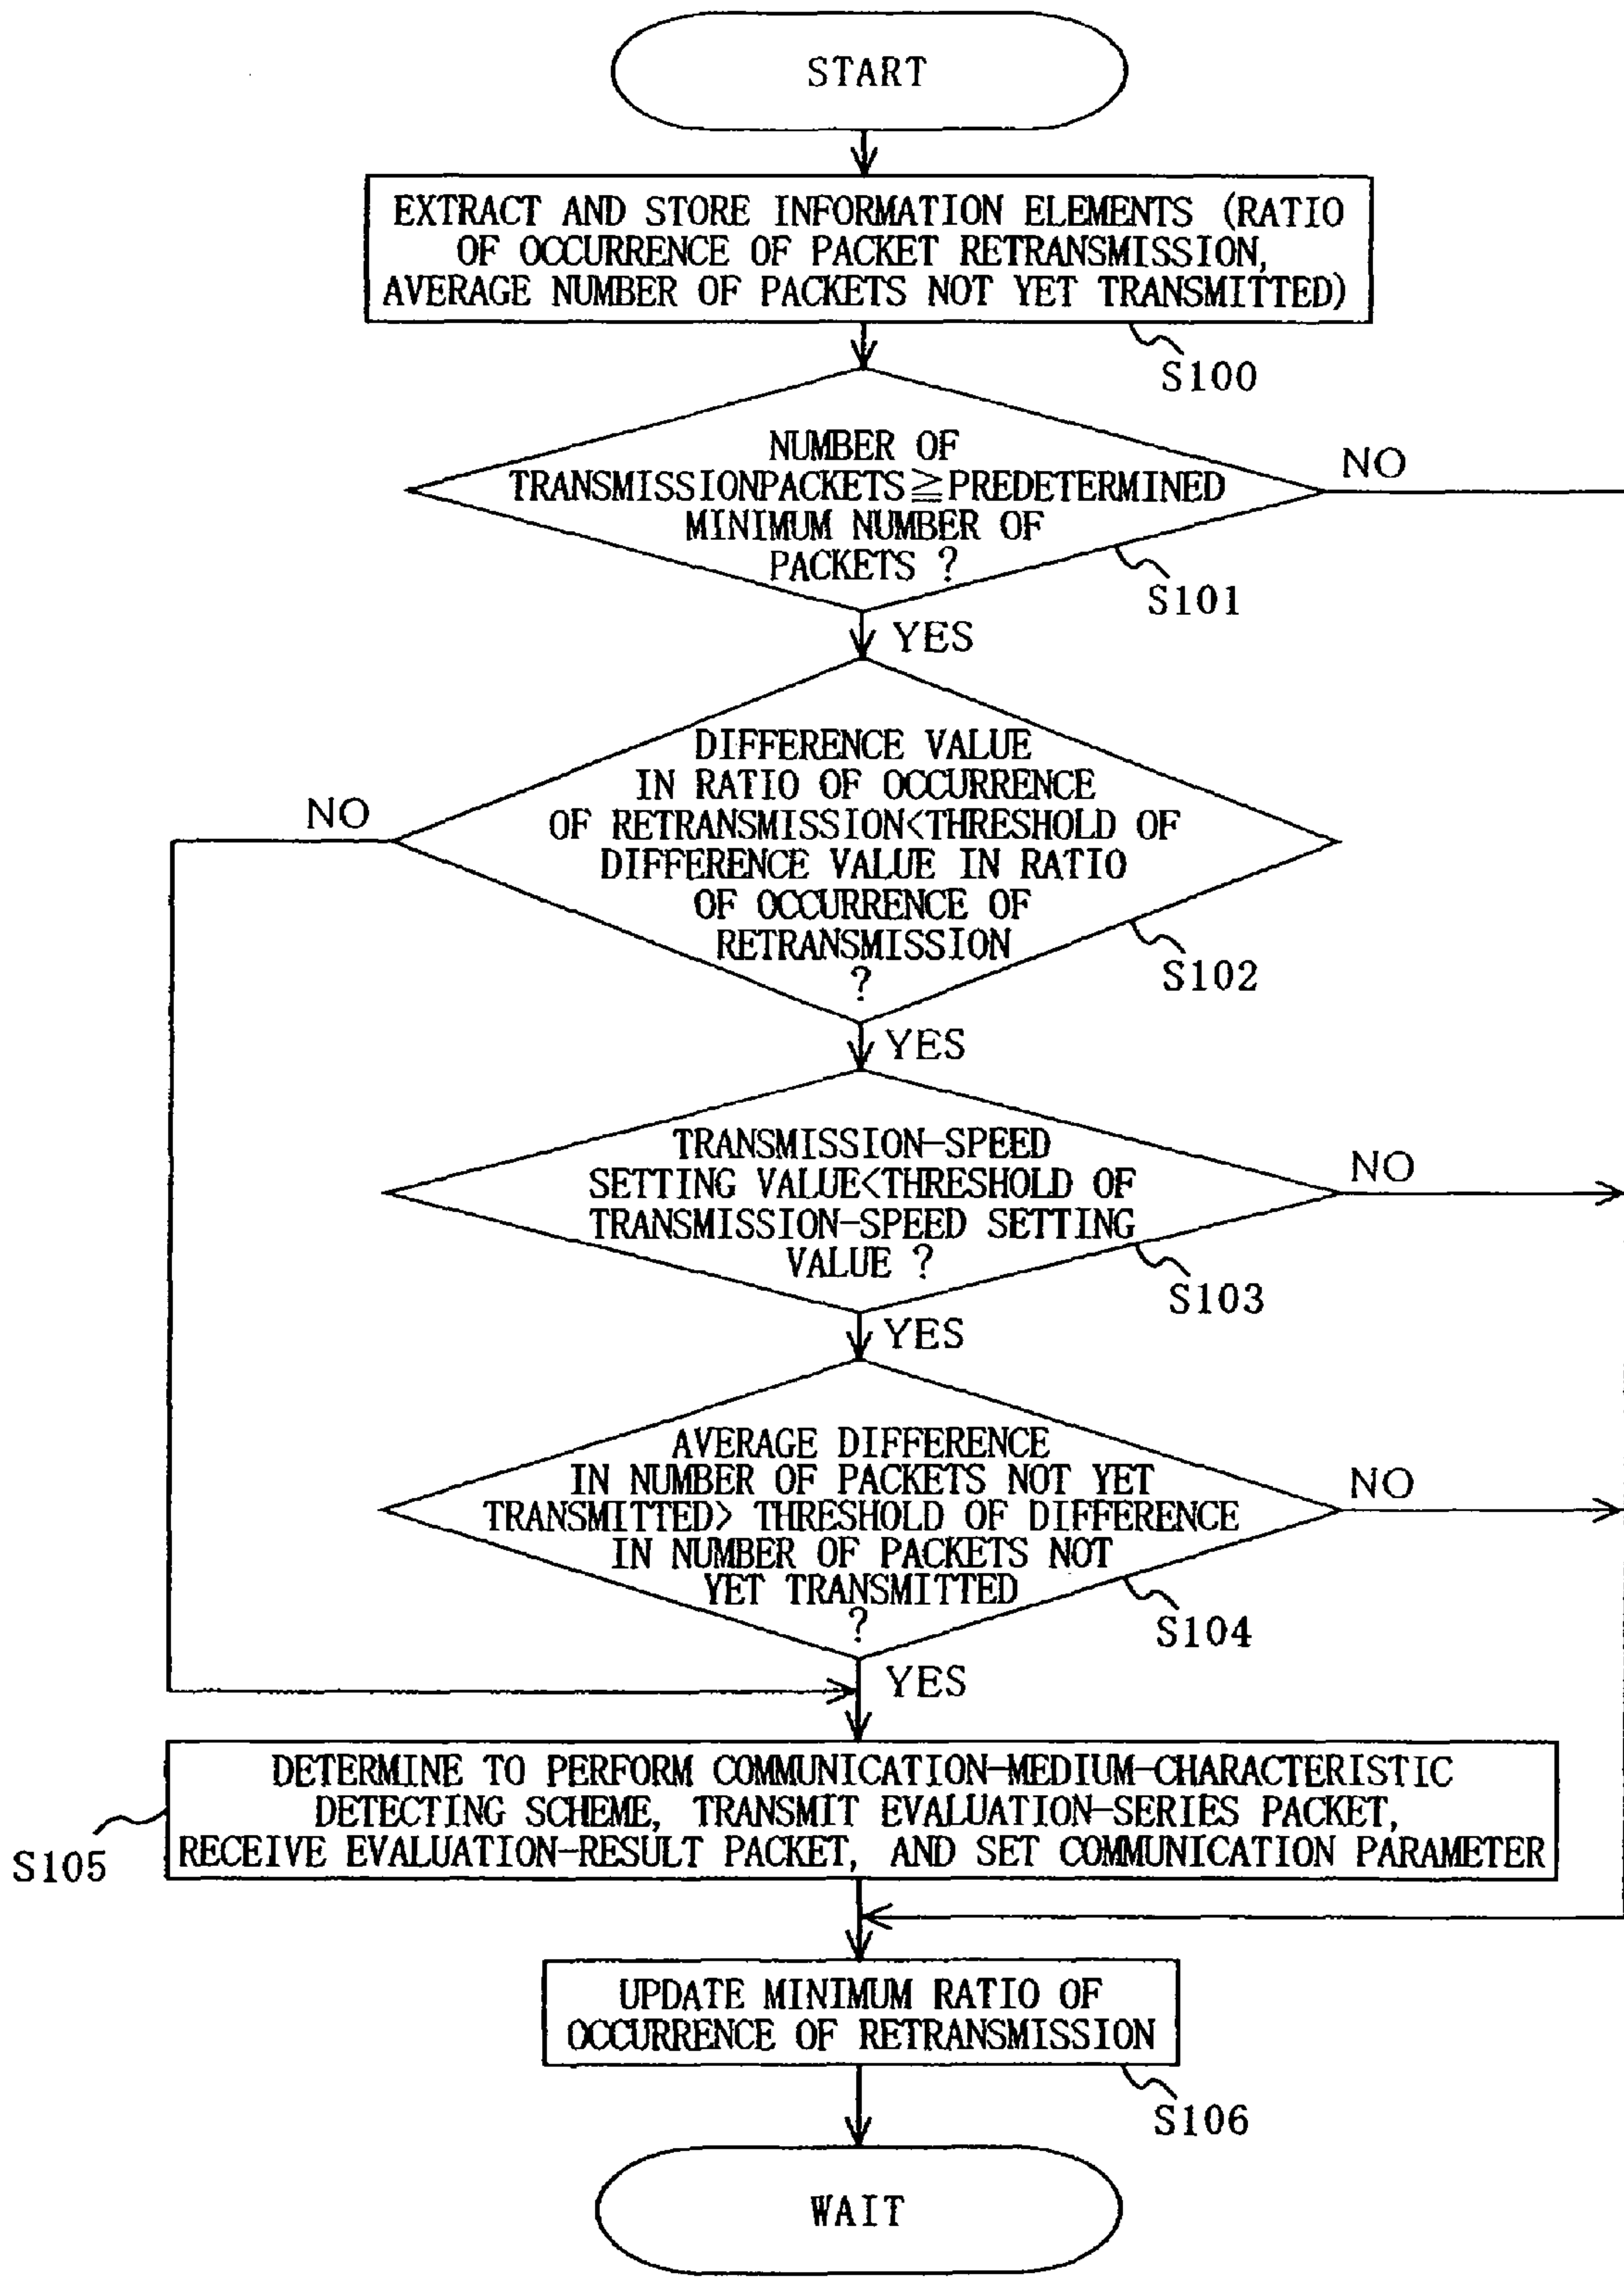 START
EXTRACT AND STORE INFORMATION ELEMENTS (RATIO
OF OCCURRENCE OF PACKET RETRANSMISSION,
AVERAGE NUMBER OF PACKETS NOT YET TRANSMITTED)
S100
NUMBER OF
TRANSMISSIONPACKETS≧PREDETERMINED
MINIMUM NUMBER OF
PACKETS ?
NO
S101
YES
DIFFERENCE VALUE
IN RATIO OF OCCURRENCE
OF RETRANSMISSION<THRESHOLD OF
DIFFERENCE VALUE IN RATIO
OF OCCURRENCE OF
RETRANSMISSION
?
NO
S102
YES
TRANSMISSION-SPEED
SETTING VALUE<THRESHOLD OF
TRANSMISSION-SPEED SETTING
VALUE ?
NO
S103
YES
AVERAGE DIFFERENCE
IN NUMBER OF PACKETS NOT YET
TRANSMITTED> THRESHOLD OF DIFFERENCE
IN NUMBER OF PACKETS NOT
YET TRANSMITTED
?
NO
S104
YES
DETERMINE TO PERFORM COMMUNICATION-MEDIUM-CHARACTERISTIC
DETECTING SCHEME, TRANSMIT EVALUATION-SERIES PACKET,
RECEIVE EVALUATION-RESULT PACKET, AND SET COMMUNICATION PARAMETER
S105
UPDATE MINIMUM RATIO OF
OCCURRENCE OF RETRANSMISSION
S106
WAIT